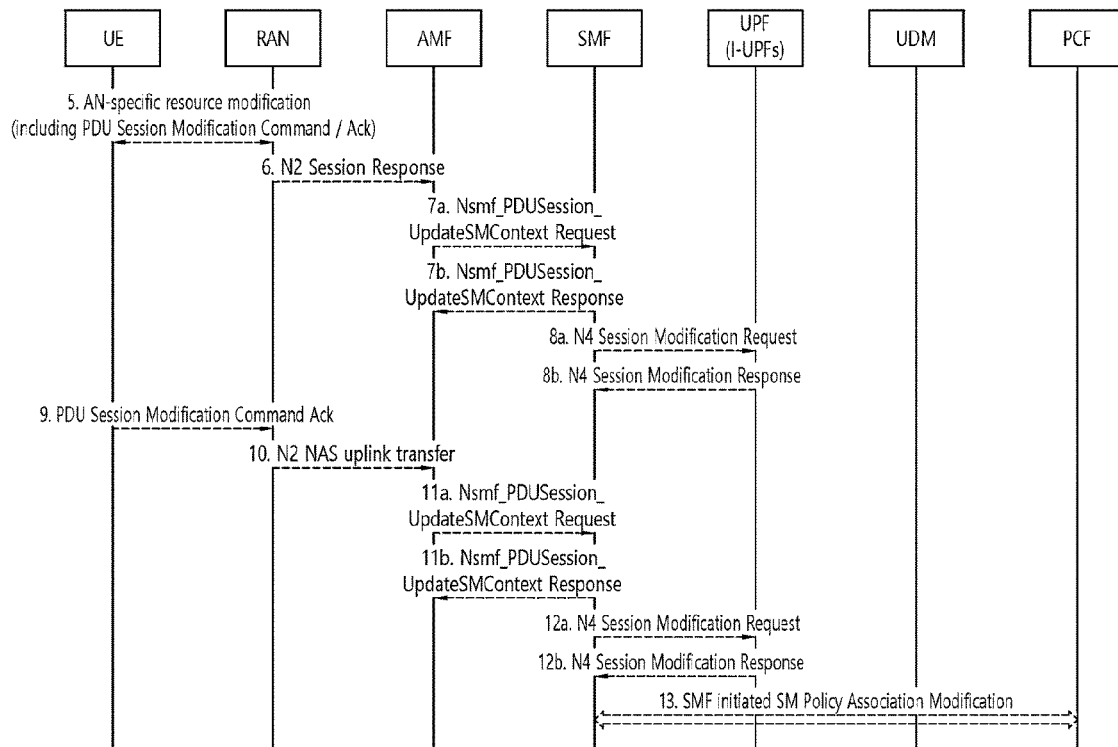 UE
RAN
AMF
SMF
UPF
(I-UPFs)
UDM
PCF
5. AN-specific resource modification
(including PDU Session Modification Command / Ack)
6. N2 Session Response
7a. Nsmf_PDUSession_
UpdateSMContext Request
7b. Nsmf_PDUSession_
UpdateSMContext Response
8a. N4 Session Modification Request
8b. N4 Session Modification Response
9. PDU Session Modification Command Ack
10. N2 NAS uplink transfer
11a. Nsmf_PDUSession_
UpdateSMContext Request
11b. Nsmf_PDUSession_
UpdateSMContext Response
12a. N4 Session Modification Request
12b. N4 Session Modification Response
13. SMF initiated SM Policy Association Modification